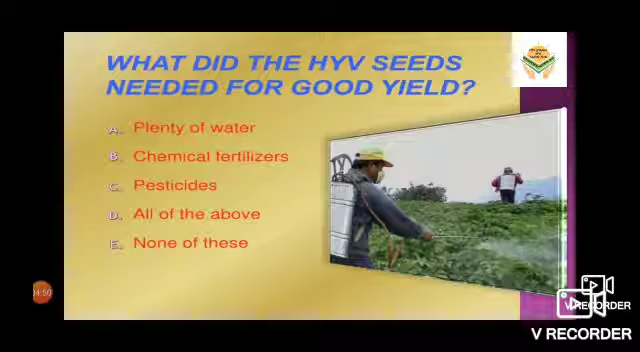 WHAT DID THE HYV SEEDS
NEEDED FOR GOOD YIELD?
A. Plenty of water
B. Chemical fertilizers
C. Pesticides
D. All of the above
E. None of these
V RECORDER
V RECORDER